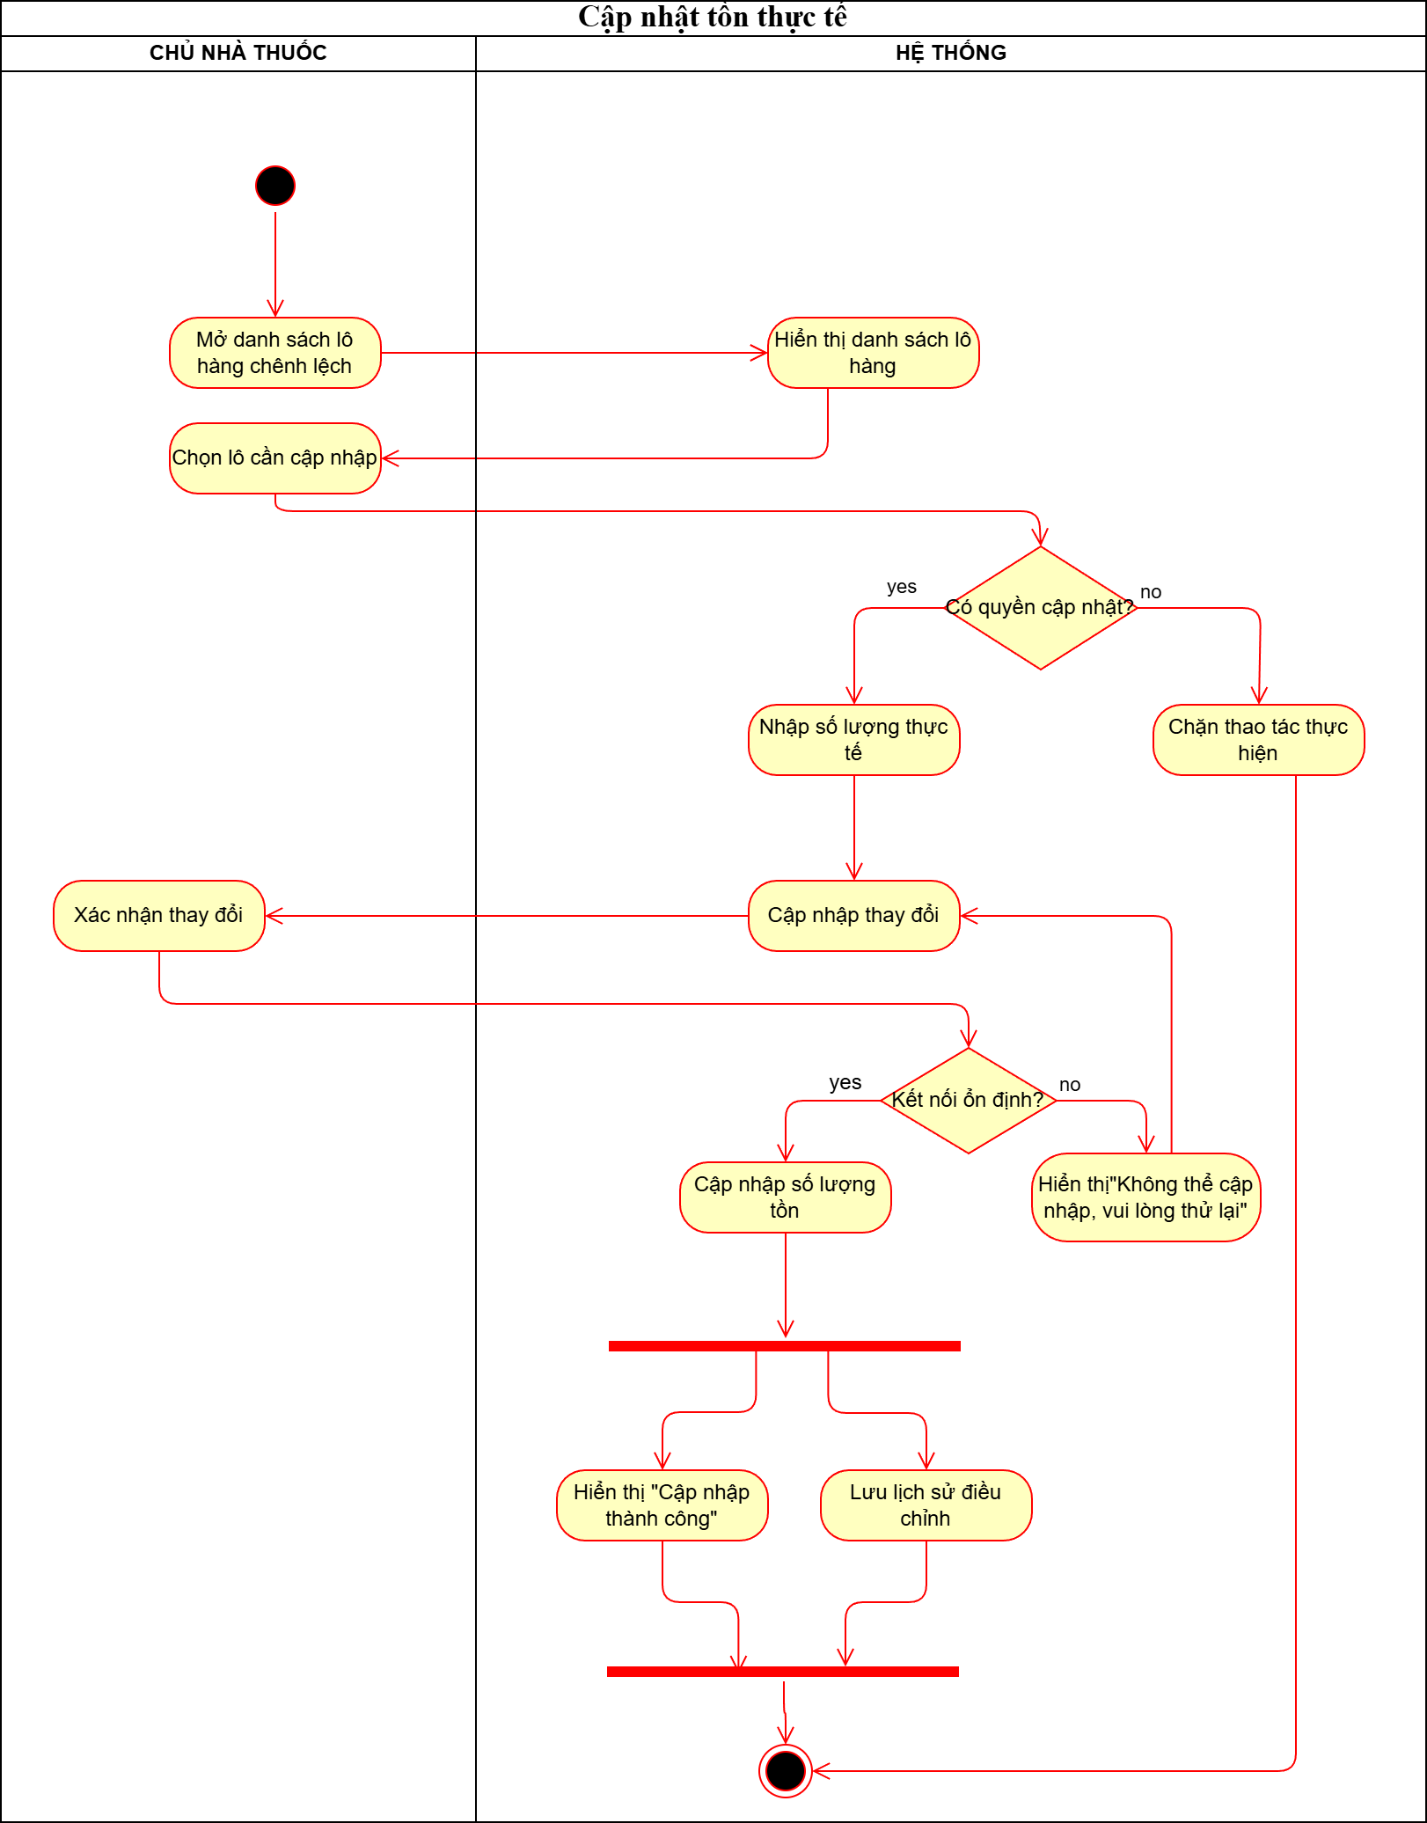 Cập nhật tồn thực tế
CHỦ NHÀ THUỐC
HỆ THỐNG
Mở danh sách lô
hàng chênh lệch
Hiển thị danh sách lô
hàng
Chọn lô cần cập nhập
Có quyền cập nhật?
yes
no
Nhập số lượng thực
tế
Chặn thao tác thực
hiện
Xác nhận thay đổi
Cập nhập thay đổi
Kết nối ổn định?
yes
no
Cập nhập số lượng
tồn
Hiển thị"Không thể cập
nhập, vui lòng thử lại"
Hiển thị "Cập nhập
thành công"
Lưu lịch sử điều
chỉnh